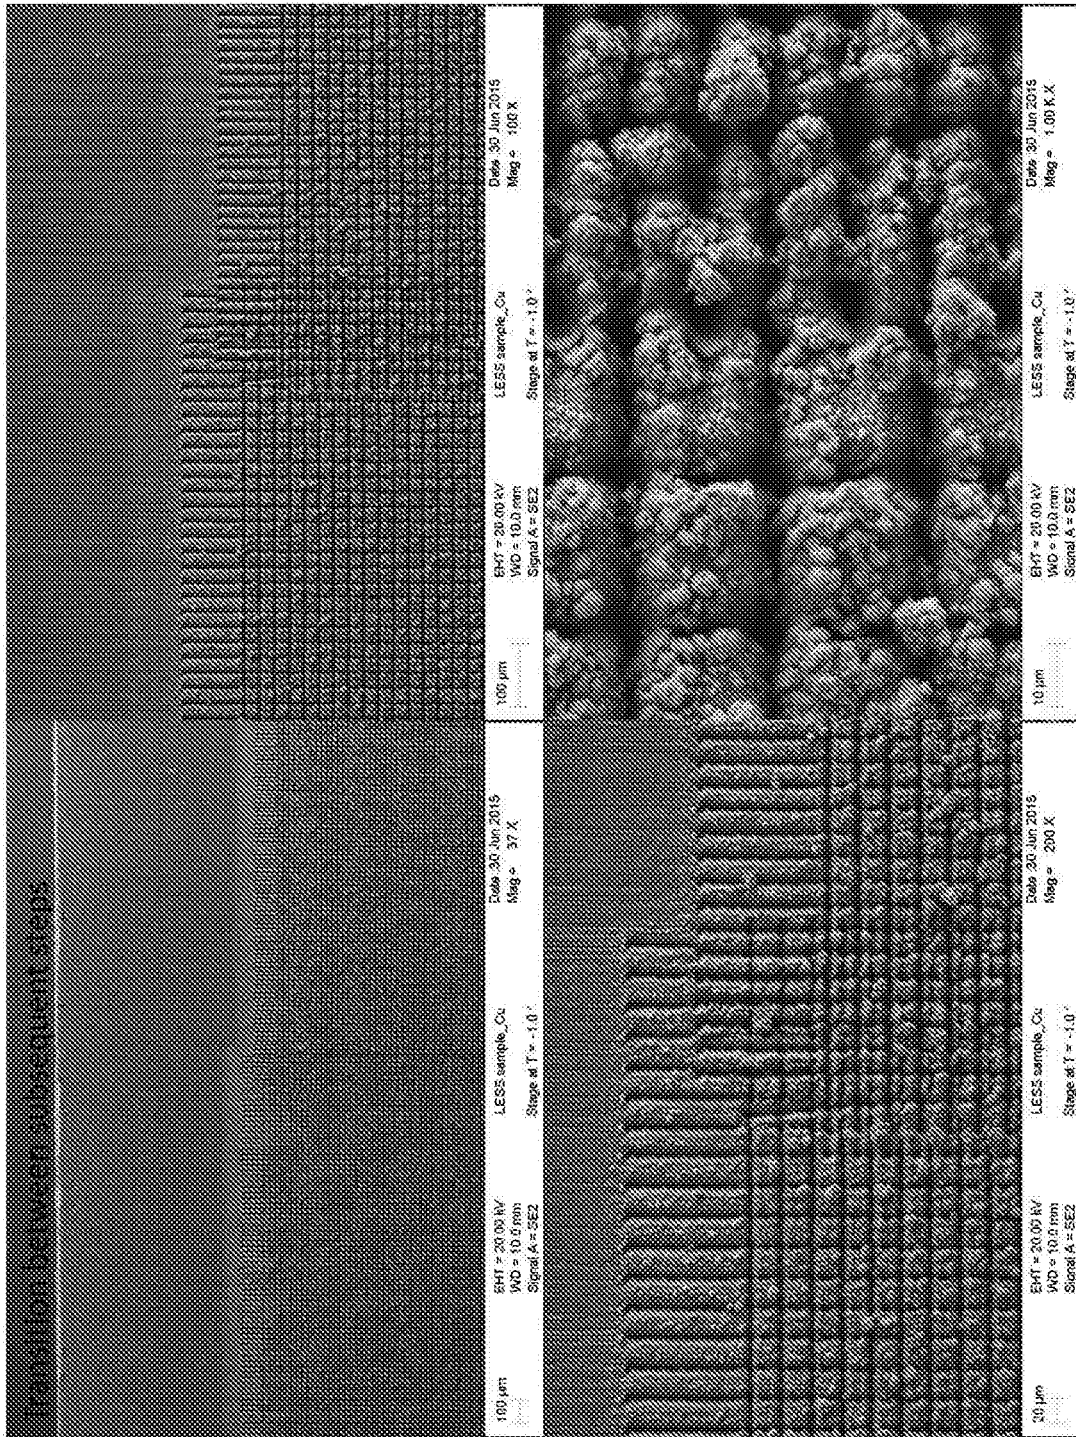 Transition between subsequent steps
100 µm
EHT = 20.00 kV
WD = 10.0 mm
Signal A = SE2
LESS sample_Cu
Stage at T = -1.0 °
Date :30 Jun 2015
Mag = 37 X
100 µm
EHT = 20.00 kV
WD = 10.0 mm
Signal A = SE2
LESS sample_Cu
Stage at T = -1.0 °
Date :30 Jun 2015
Mag = 100 X
20 µm
EHT = 20.00 kV
WD = 10.0 mm
Signal A = SE2
LESS sample_Cu
Stage at T = -1.0 °
Date :30 Jun 2015
Mag = 200 X
10 µm
EHT = 20.00 kV
WD = 10.0 mm
Signal A = SE2
LESS sample_Cu
Stage at T = -1.0 °
Date :30 Jun 2015
Mag = 1.00 K X